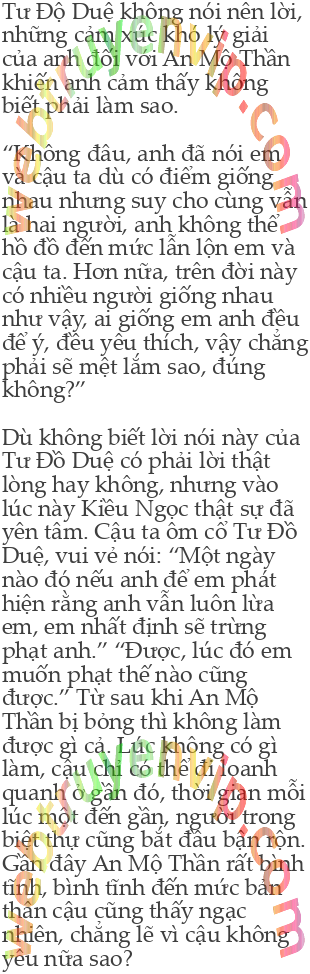 Tư Độ Duệ không nói nên lời,
những cảm xúc khó lý giải
của anh đối với An Mộ Thần
khiến anh cảm thấy không
biết phải làm sao.
“Không đâu, anh đã nói em
và cậu ta dù có điểm giống
nhau nhưng suy cho cùng vẫn
là hai người, anh không thể
hồ đồ đến mức lẫn lộn em và
cậu ta. Hơn nữa, trên đời này
có nhiều người giống nhau
như vậy, ai giống em anh đều
để ý, đều yêu thích, vậy chẳng
phải sẽ mệt lắm sao, đúng
không?”
Dù không biết lời nói này của
Tư Đồ Duệ có phải lời thật
lòng hay không, nhưng vào
lúc này Kiều Ngọc thật sự đã
yên tâm. Cậu ta ôm cổ Tư Đồ
Duệ, vui vẻ nói: “Một ngày
nào đó nếu anh để em phát
hiện rằng anh vẫn luôn lừa
em, em nhất định sẽ trừng
phạt anh.” “Được, lúc đó em
muốn phạt thế nào cũng
được.” Từ sau khi An Mộ
Thần bị bỏng thì không làm
được gì cả. Lúc không có gì
làm, cậu chỉ có thể đi loanh
quanh ở gần đó, thời gian mỗi
lúc một đến gần, người trong
biệt thự cũng bắt đầu bận rộn.
Gần đây An Mộ Thần rất bình
tĩnh, bình tĩnh đến mức bản
thân cậu cũng thấy ngạc
nhiên, chẳng lẽ vì cậu không
yêu nữa sao?
webtruyenvip.com
webtruyenvip.com